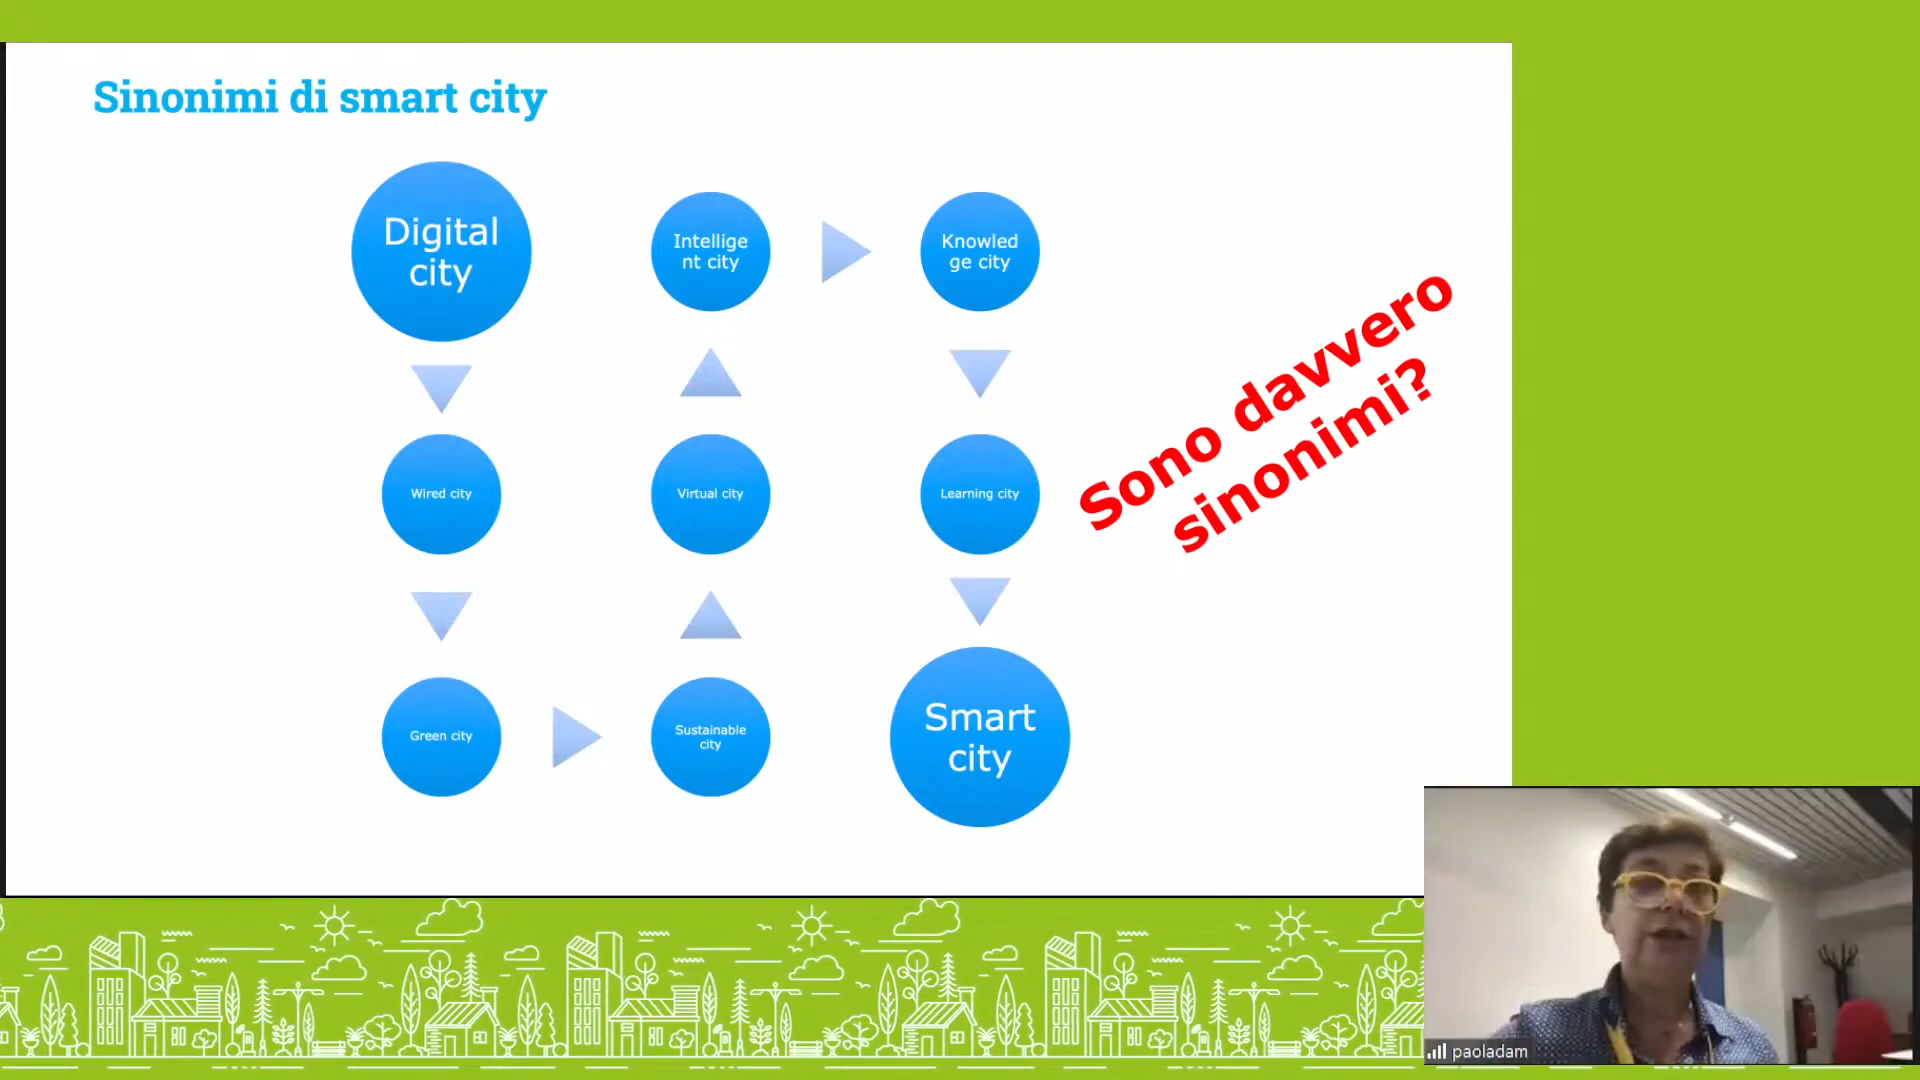 Sinonimi di smart city
Digital
city
Wired city
Green city
Sustainable
city
Virtual city
Intellige
nt city
Knowled
ge city
Learning city
Smart
city
Sono davvero
sinonimi?
paoladam